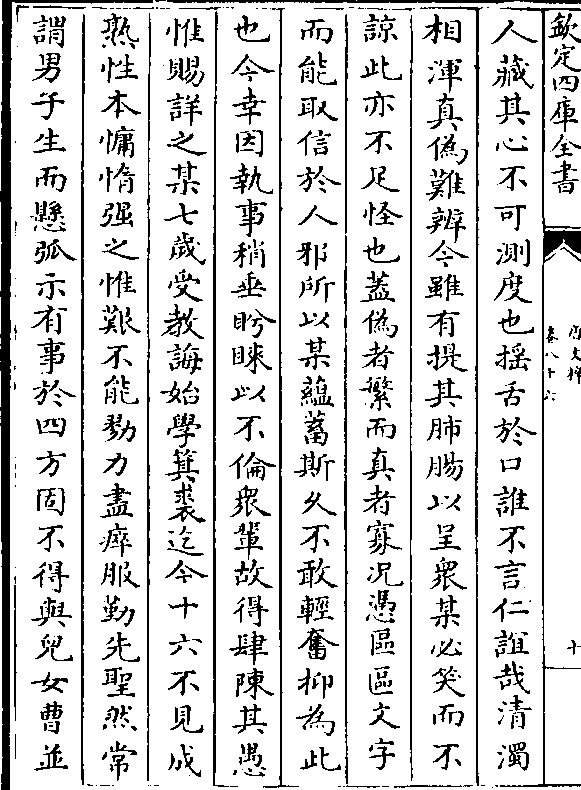 欽定四庫全書
卷八十六
十
人藏其心不可測度也揺舌於口誰不言仁誼哉清濁
相渾真偽難辨今雖有提其肺腸以呈衆某必笑而不
諒此亦不足怪也蓋偽者繁而真者寡况憑區區文字
而能取信於人邪所以某藴蓄斯久不敢輕奮抑為此
也今幸因執事稍垂盻睞以不倫衆軰故得肆陳其愚
惟賜詳之某七歲受教誨始學箕裘迄今十六不見成
熟性本慵惰强之惟艱不能勠力盡瘁服勤先聖然常
謂男子生而懸弧示有事於四方固不得與兒女曹並